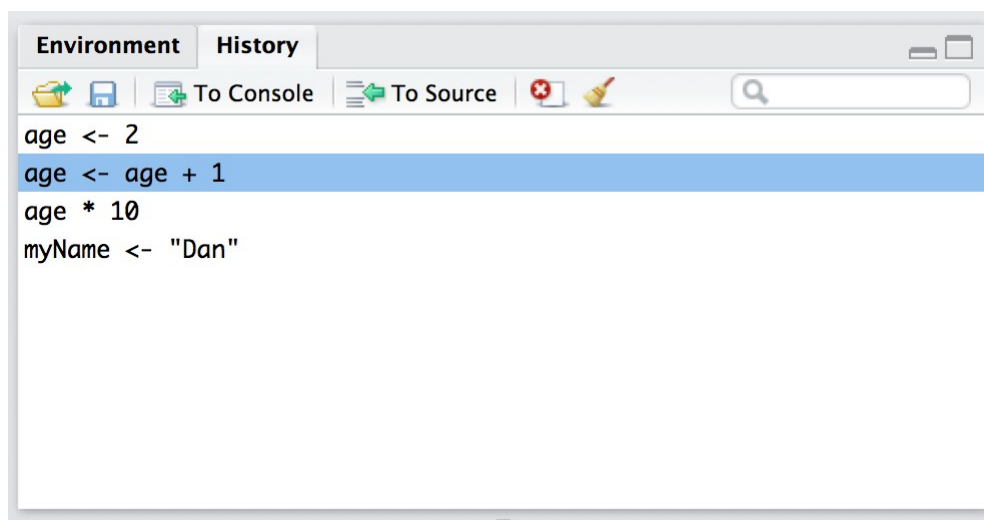 Environment History
To Console To Source
age <- 2
age <- age + 1
age * 10
myName <- "Dan"